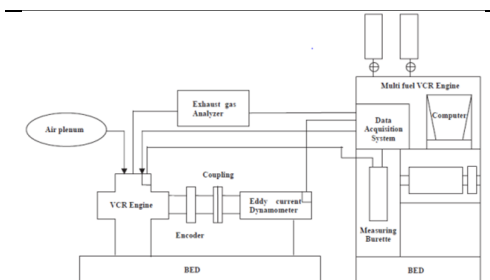 Multi fuel VCR Engine
Exhaust gas
Analyzer
Data
Acquisition
System
Computer
Air plenum
Coupling
VCR Engine
Eddy current
Dynamometer
Encoder
Measuring
Burette
BED
BED